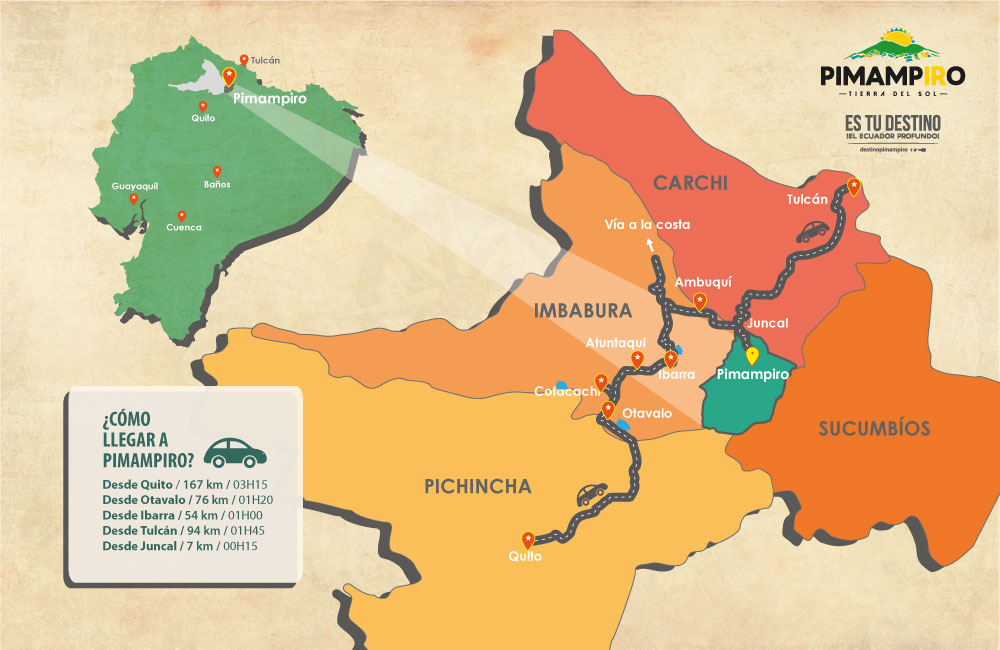 Tulcán
Pimampiro
Quito
Guayaquil
Baños
Cuenca
PIMAMPIRO
TIERRA DEL SOL
ES TU DESTINO
¡EL ECUADOR PROFUNDO!
destinopimampiro
CARCHI
Tulcán
Vía a la costa
Ambuquí
IMBABURA
Juncal
Atuntaquí
Ibarra
Pimampiro
Cotacachi
Otavalo
SUCUMBÍOS
PICHINCHA
Quito
¿CÓMO
LLEGAR A
PIMAMPIRO?
Desde Quito / 167 km / 03H15
Desde Otavalo / 76 km / 01H20
Desde Ibarra / 54 km / 01H00
Desde Tulcán / 94 km / 01H45
Desde Juncal / 7 km / 00H15